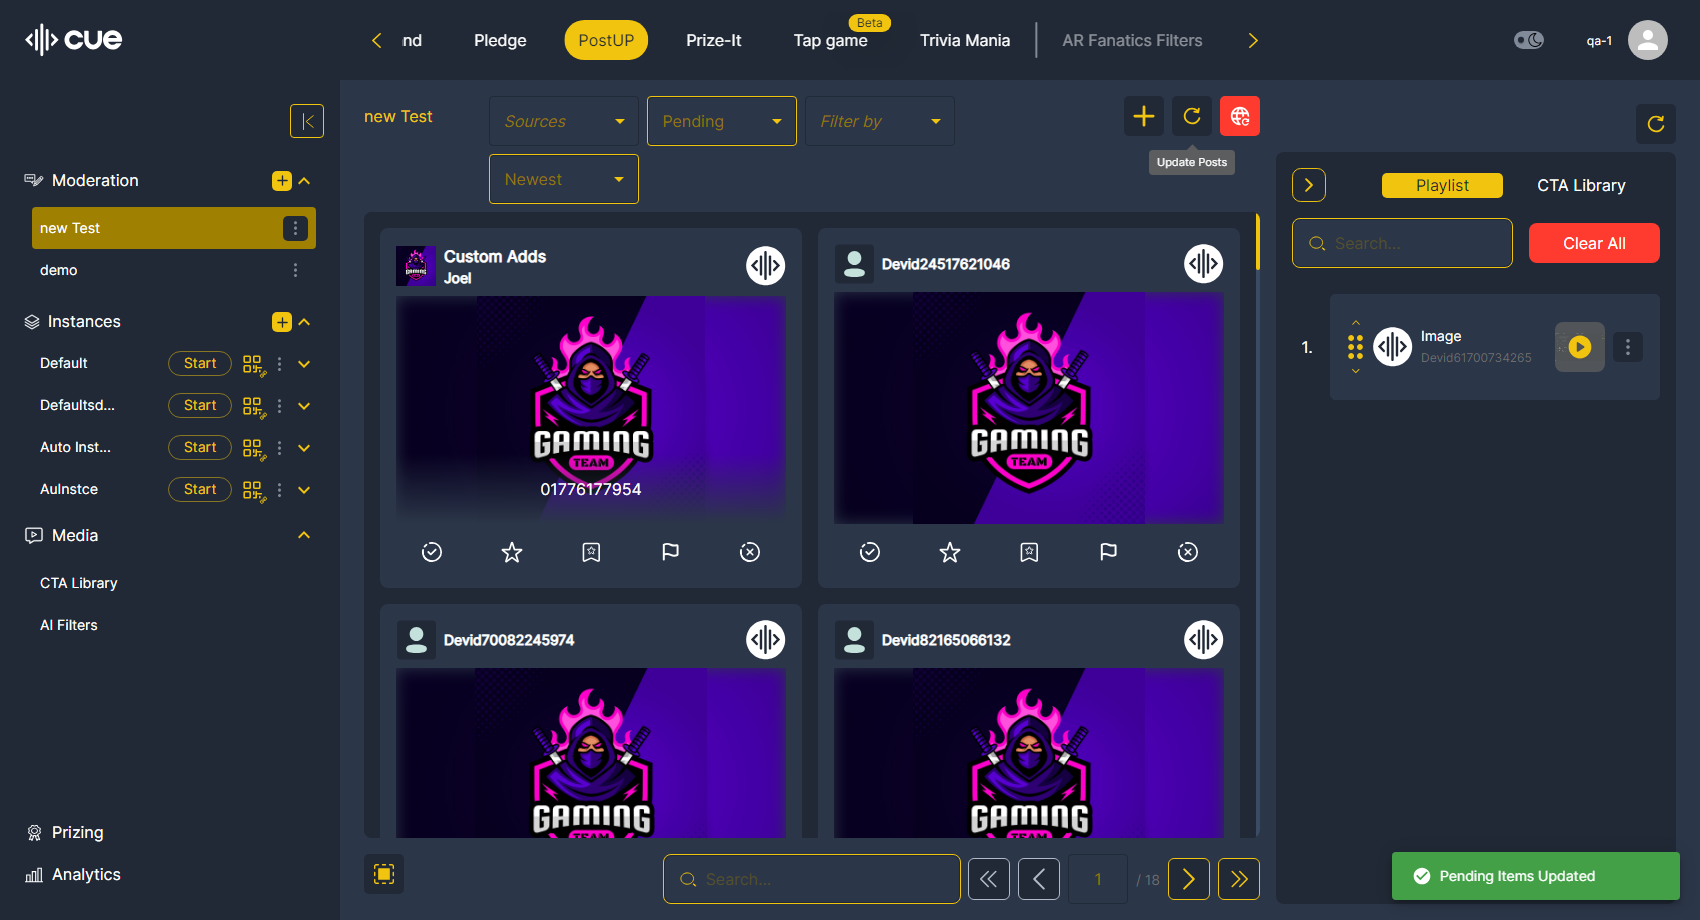 cue
nd
Pledge
PostUP
Prize-It
Beta
Tap game
Trivia Mania
AR Fanatics Filters
qa-1
new Test
Sources
Pending
Filter by
Newest
Update Posts
Moderation
new Test
demo
Instances
Default
Start
Defaultsd...
Start
Auto Inst...
Start
AuInstce
Start
Media
CTA Library
AI Filters
Prizing
Analytics
Custom Adds
Joel
GAMING
TEAM
01776177954
Devid24517621046
GAMING
TEAM
Devid70082245974
GAMING
TEAM
Devid82165066132
GAMING
TEAM
Search...
1
/ 18
Playlist
CTA Library
Search...
Clear All
1.
Image
Devid61700734265
Pending Items Updated